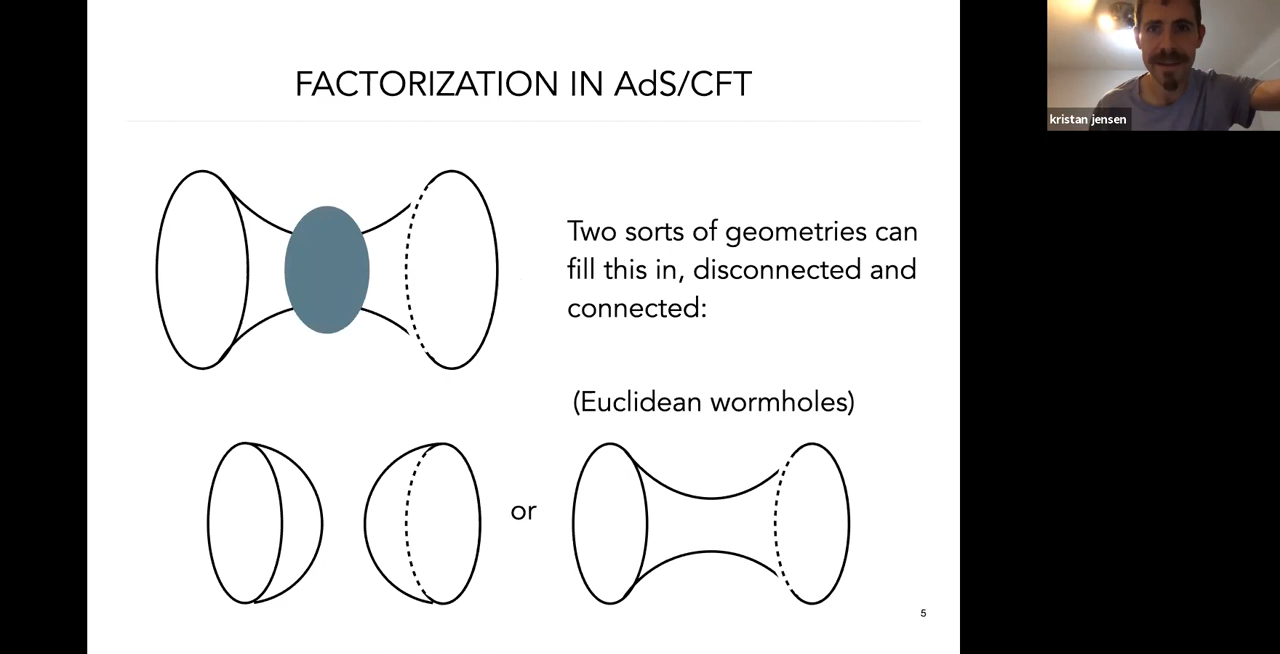 FACTORIZATION IN AdS/CFT
kristan jensen
Two sorts of geometries can
fill this in, disconnected and
connected:
(Euclidean wormholes)
or
5